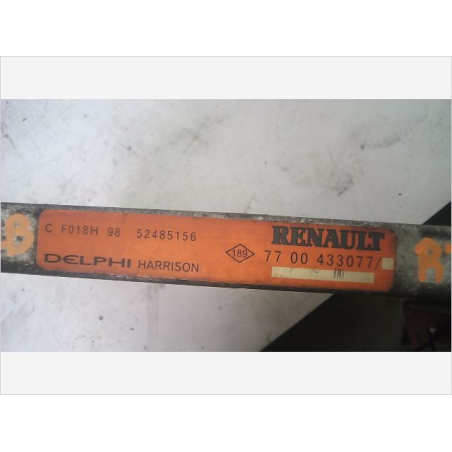 B
C F018H 98 52485156
RENAULT
189
77 00 433077/
DELPHI HARRISON